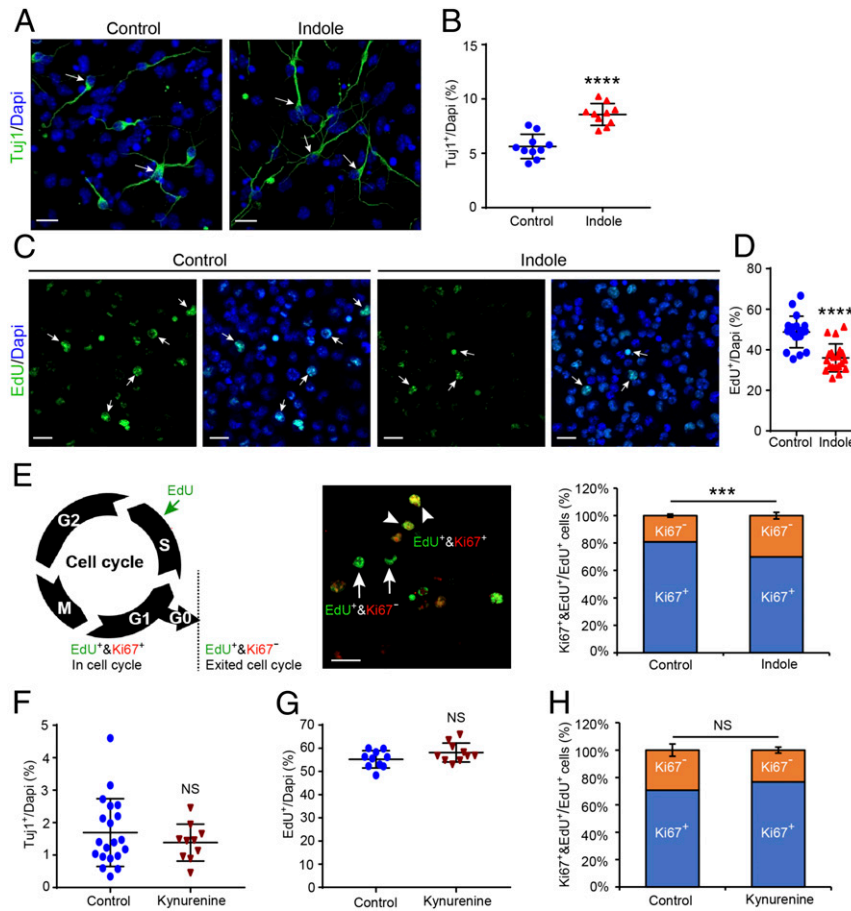 A
Control
Indole
Tuj1/Dapi
B
Tuj1⁺/Dapi (%)
15
10
5
0
****
Control
Indole
C
Control
Indole
EdU/Dapi
D
EdU⁺/Dapi (%)
80
60
40
20
0
****
Control
Indole
E
EdU
G2
S
Cell cycle
M
G1
G0
EdU⁺&Ki67⁺
In cell cycle
EdU⁺&Ki67⁻
Exited cell cycle
EdU⁺&Ki67⁺
EdU⁺&Ki67⁻
Ki67⁺&EdU⁺/EdU⁺ cells (%)
120%
100%
80%
60%
40%
20%
0%
***
Ki67⁻
Ki67⁻
Ki67⁺
Ki67⁺
Control
Indole
F
Tuj1⁺/Dapi (%)
5
4
3
2
1
0
NS
Control
Kynurenine
G
EdU⁺/Dapi (%)
70
60
50
40
30
20
10
0
NS
Control
Kynurenine
H
Ki67⁺&EdU⁺/EdU⁺ cells (%)
120%
100%
80%
60%
40%
20%
0%
NS
Ki67⁻
Ki67⁻
Ki67⁺
Ki67⁺
Control
Kynurenine